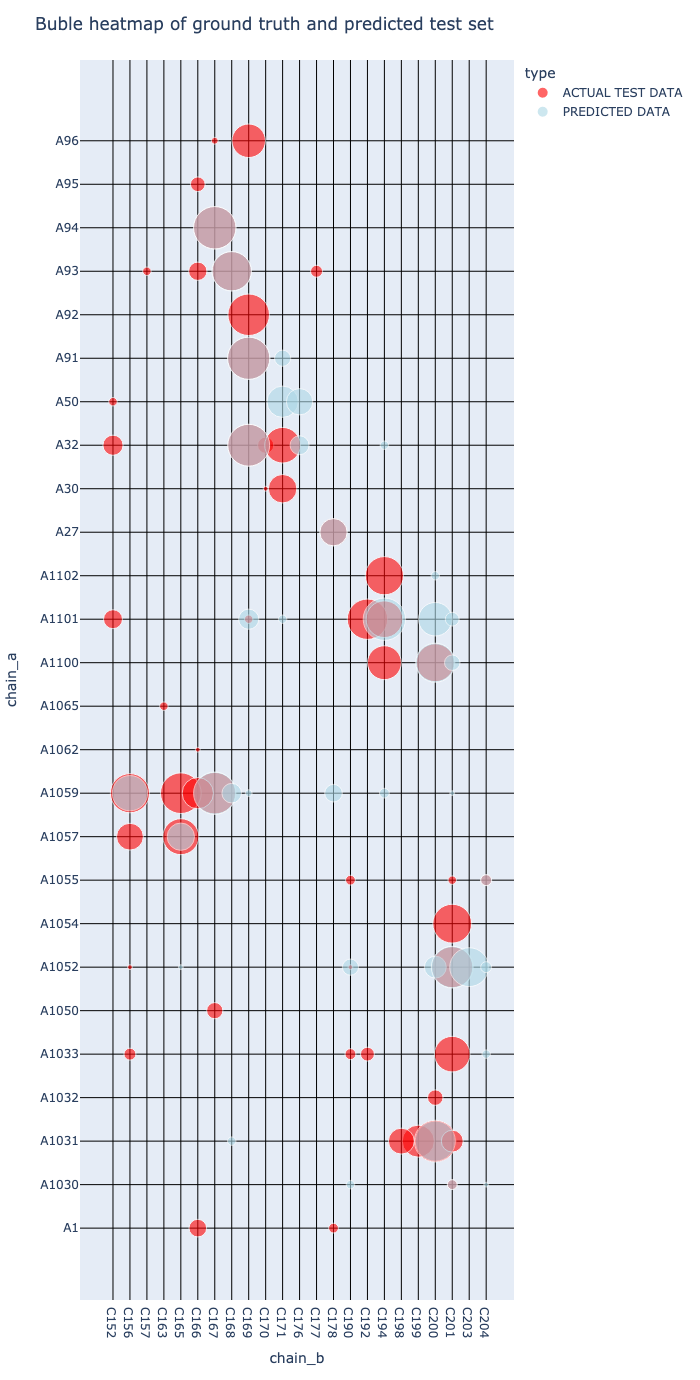 Buble heatmap of ground truth and predicted test set
type
ACTUAL TEST DATA
PREDICTED DATA
A96
A95
A94
A93
A92
A91
A50
A32
A30
A27
A1102
A1101
A1100
A1065
A1062
A1059
A1057
A1055
A1054
A1052
A1050
A1033
A1032
A1031
A1030
A1
chain_a
C152
C156
C157
C163
C165
C166
C167
C168
C169
C170
C171
C176
C177
C178
C190
C192
C194
C198
C199
C200
C201
C203
C204
chain_b